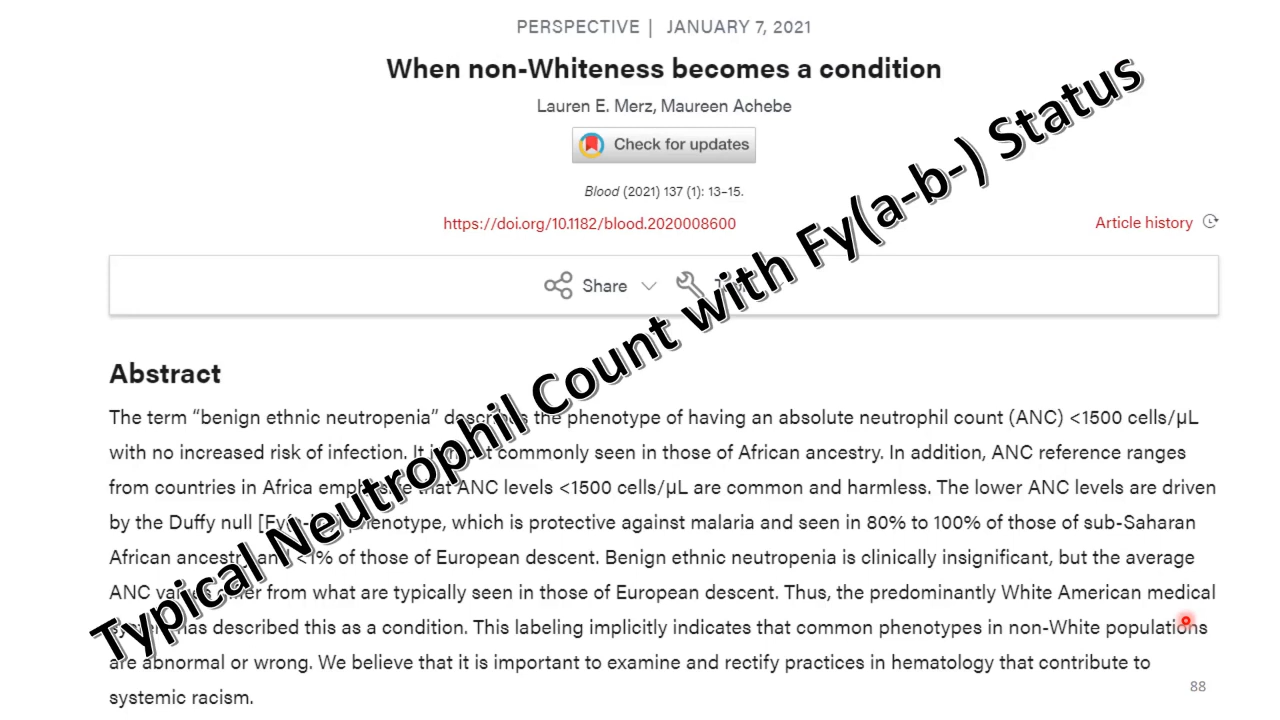 PERSPECTIVE | JANUARY 7, 2021
When non-Whiteness becomes a condition
Lauren E. Merz, Maureen Achebe
Check for updates
Blood (2021) 137 (1): 13–15.
https://doi.org/10.1182/blood.2020008600
Article history
Share
Typical Neutrophil Count with Fy(a-b-) Status
Abstract
The term “benign ethnic neutropenia” describes the phenotype of having an absolute neutrophil count (ANC) <1500 cells/μL
with no increased risk of infection. It is most commonly seen in those of African ancestry. In addition, ANC reference ranges
from countries in Africa emphasize that ANC levels <1500 cells/μL are common and harmless. The lower ANC levels are driven
by the Duffy null [Fy(a-b-)] phenotype, which is protective against malaria and seen in 80% to 100% of those of sub-Saharan
African ancestry and <1% of those of European descent. Benign ethnic neutropenia is clinically insignificant, but the average
ANC values differ from what are typically seen in those of European descent. Thus, the predominantly White American medical
system has described this as a condition. This labeling implicitly indicates that common phenotypes in non-White populations
are abnormal or wrong. We believe that it is important to examine and rectify practices in hematology that contribute to
systemic racism.
88